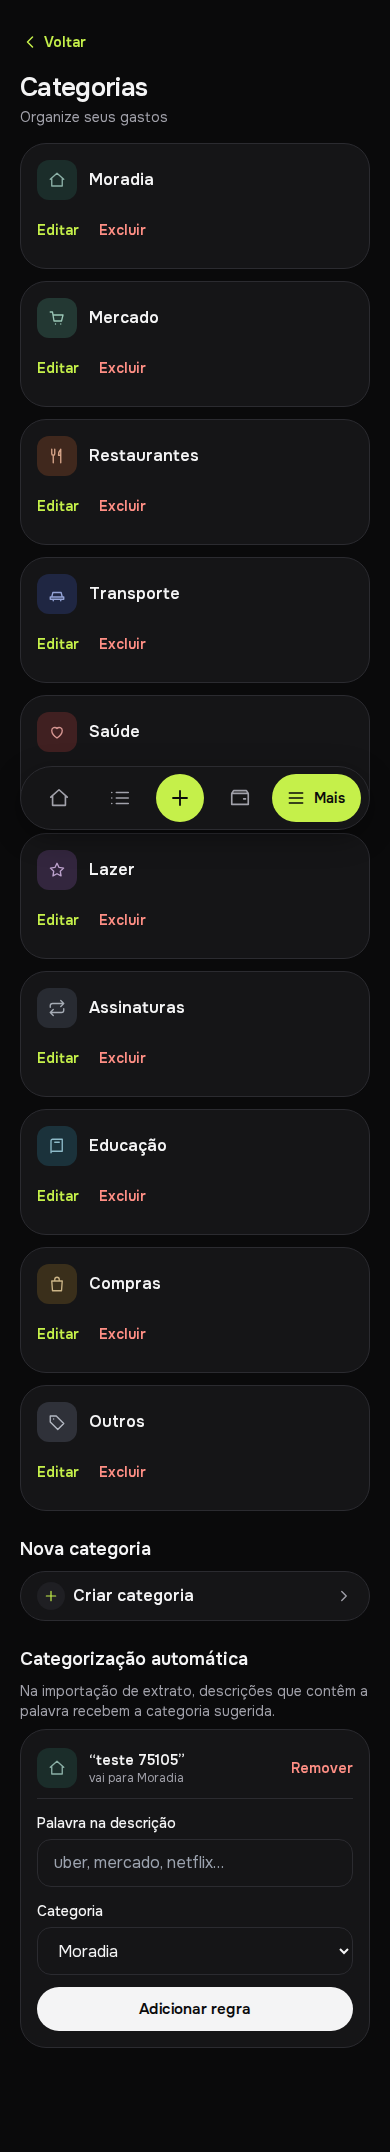 Voltar
Categorias
Organize seus gastos
Moradia
Editar Excluir
Mercado
Editar Excluir
Restaurantes
Editar Excluir
Transporte
Editar Excluir
Saúde
Mais
Lazer
Editar Excluir
Assinaturas
Editar Excluir
Educação
Editar Excluir
Compras
Editar Excluir
Outros
Editar Excluir
Nova categoria
Criar categoria
Categorização automática
Na importação de extrato, descrições que contêm a
palavra recebem a categoria sugerida.
“teste 75105”
vai para Moradia
Remover
Palavra na descrição
uber, mercado, netflix...
Categoria
Moradia
Adicionar regra